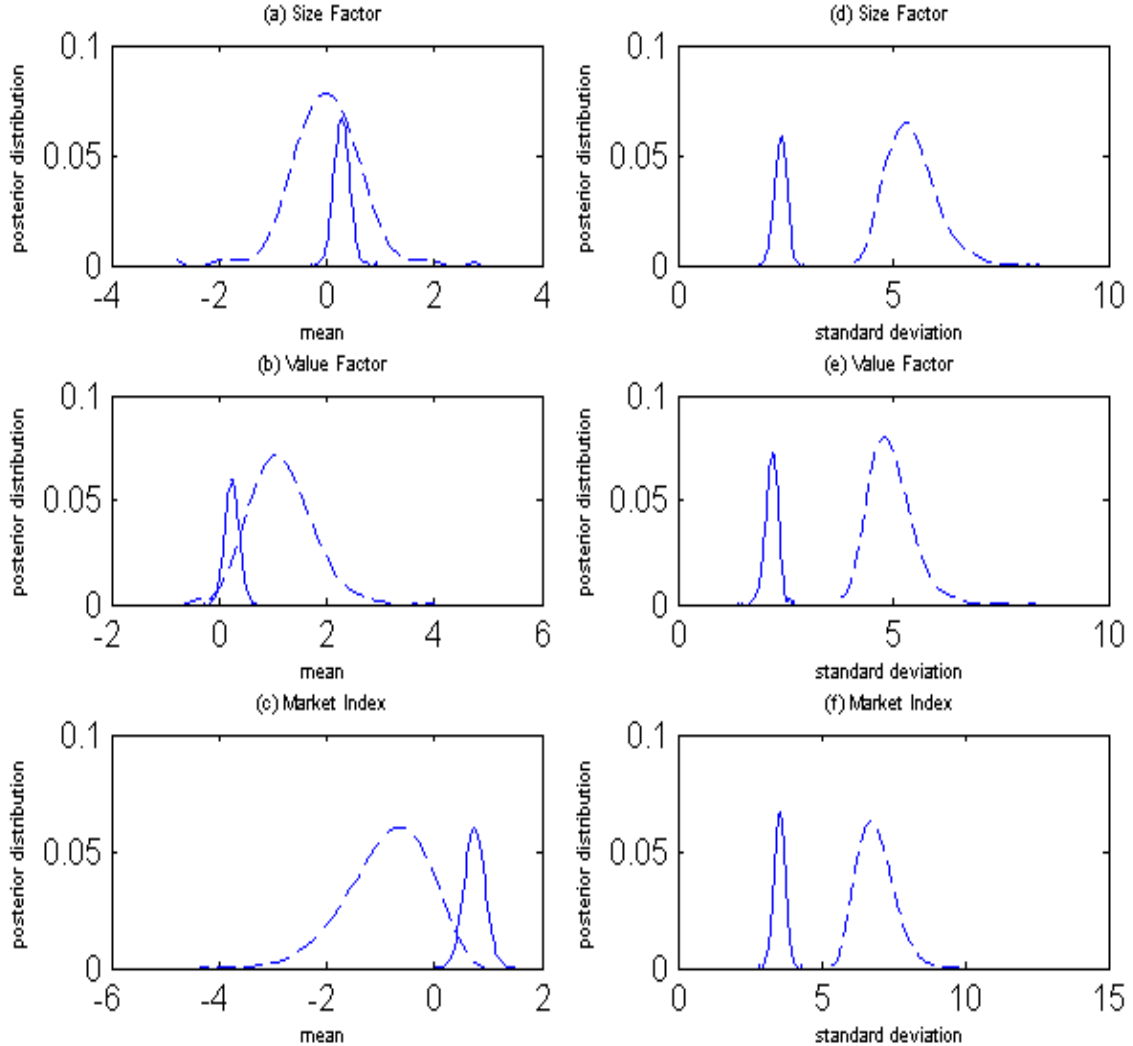 (a) Size Factor
posterior distribution
0.1
0.05
0
-4
-2
0
2
4
mean
(d) Size Factor
posterior distribution
0.1
0.05
0
0
5
10
standard deviation
(b) Value Factor
posterior distribution
0.1
0.05
0
-2
0
2
4
6
mean
(e) Value Factor
posterior distribution
0.1
0.05
0
0
5
10
standard deviation
(c) Market Index
posterior distribution
0.1
0.05
0
-6
-4
-2
0
2
mean
(f) Market Index
posterior distribution
0.1
0.05
0
0
5
10
15
standard deviation